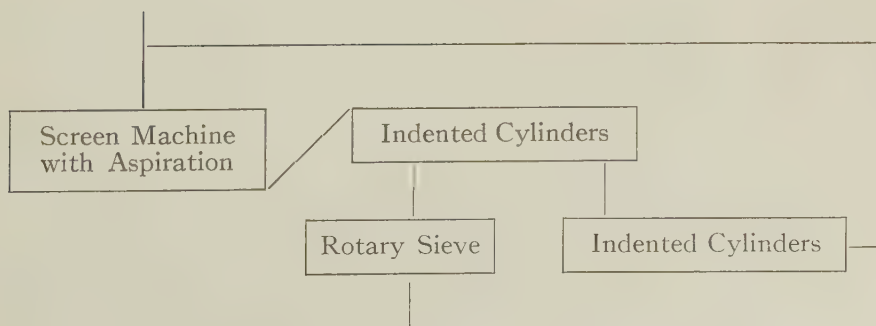 Screen Machine
with Aspiration
Indented Cylinders
Rotary Sieve
Indented Cylinders